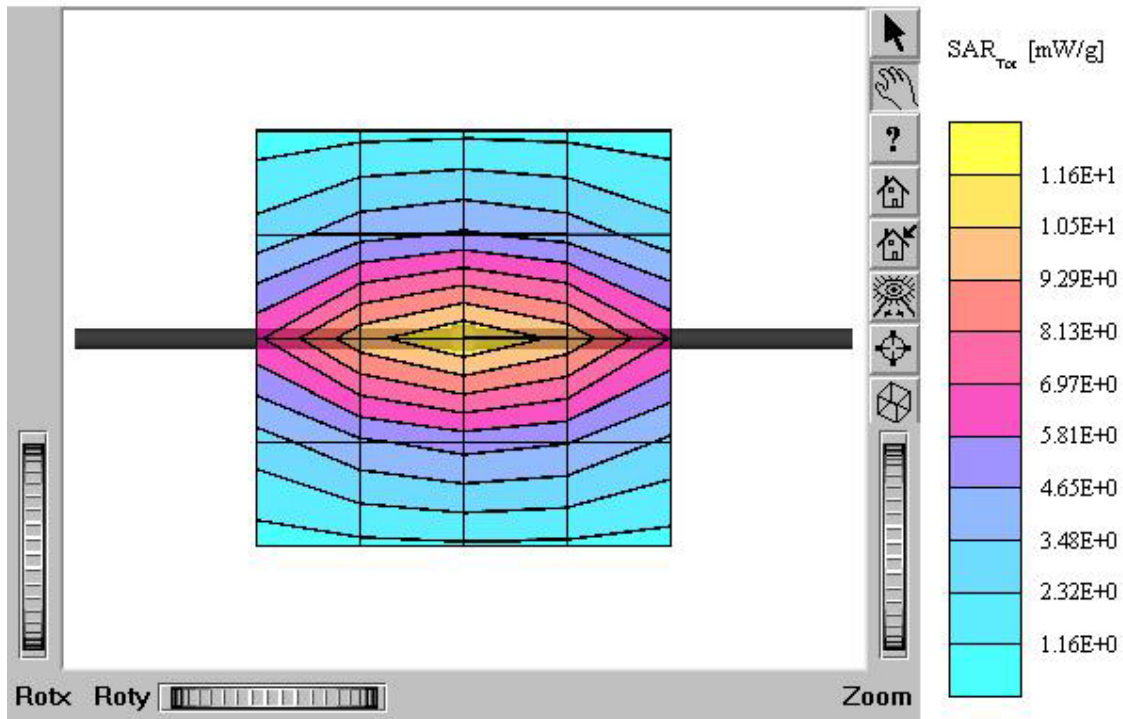 SAR_Tot [mW/g]
?
1.16E+1
1.05E+1
9.29E+0
8.13E+0
6.97E+0
5.81E+0
4.65E+0
3.48E+0
2.32E+0
1.16E+0
Rotx Roty Zoom